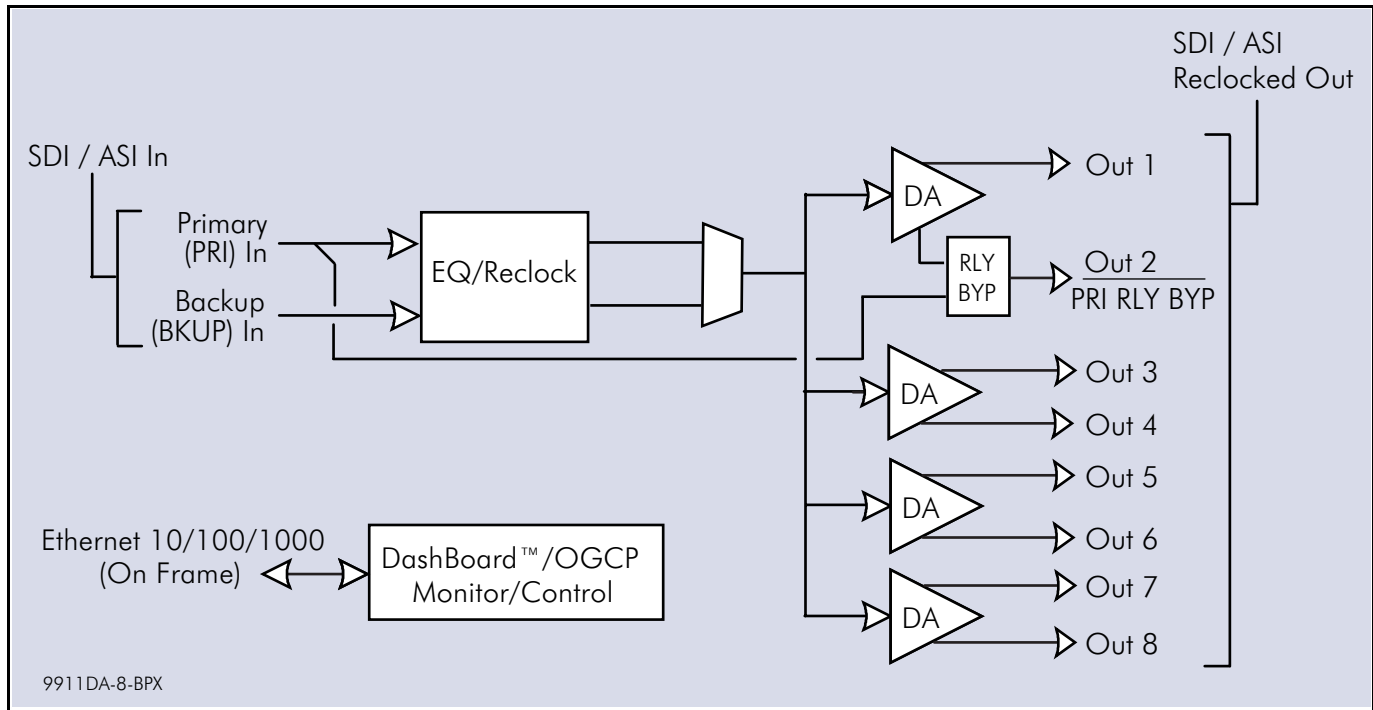 SDI / ASI
Reclocked Out
SDI / ASI In
Primary
(PRI) In
Backup
(BKUP) In
EQ/Reclock
DA
Out 1
RLY
BYP
Out 2
PRI RLY BYP
DA
Out 3
Out 4
DA
Out 5
Out 6
DA
Out 7
Out 8
Ethernet 10/100/1000
(On Frame)
DashBoard™/OGCP
Monitor/Control
9911DA-8-BPX